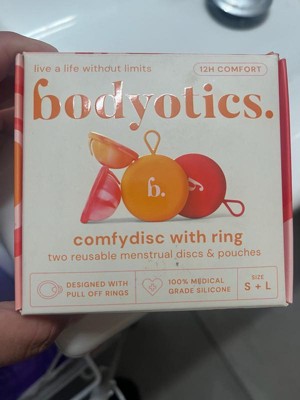 live a life without limits
12H COMFORT
bodyotics.
b.
comfydisc with ring
two reusable menstrual discs & pouches
DESIGNED WITH
PULL OFF RINGS
100% MEDICAL
GRADE SILICONE
SIZE
S + L